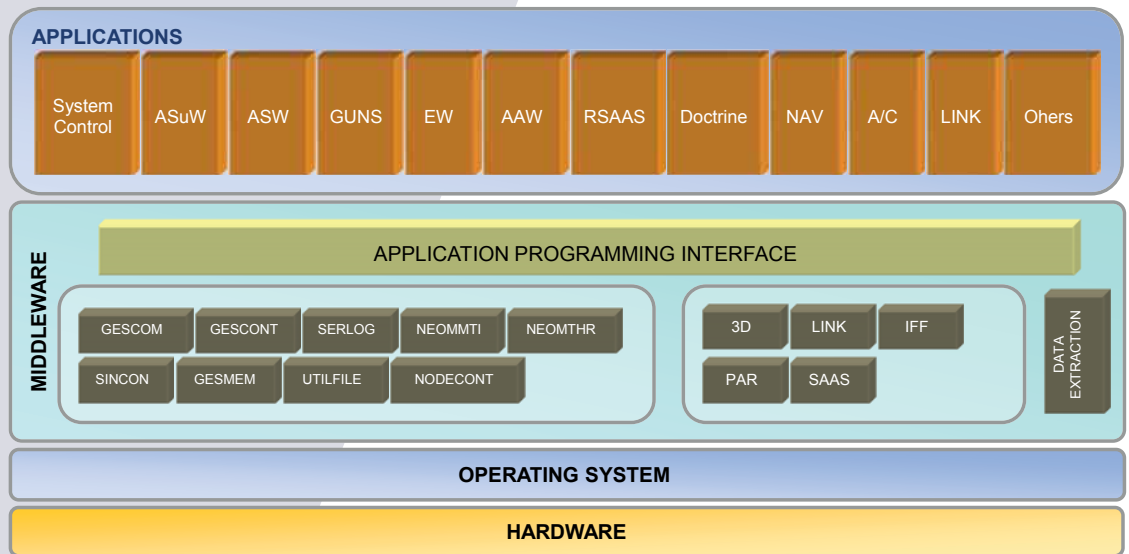 APPLICATIONS
System
Control
ASuW
ASW
GUNS
EW
AAW
RSAAS
Doctrine
NAV
A/C
LINK
Ohers
MIDDLEWARE
APPLICATION PROGRAMMING INTERFACE
GESCOM
GESCONT
SERLOG
NEOMMTI
NEOMTHR
SINCON
GESMEM
UTILFILE
NODECONT
3D
LINK
IFF
PAR
SAAS
DATA
EXTRACTION
OPERATING SYSTEM
HARDWARE